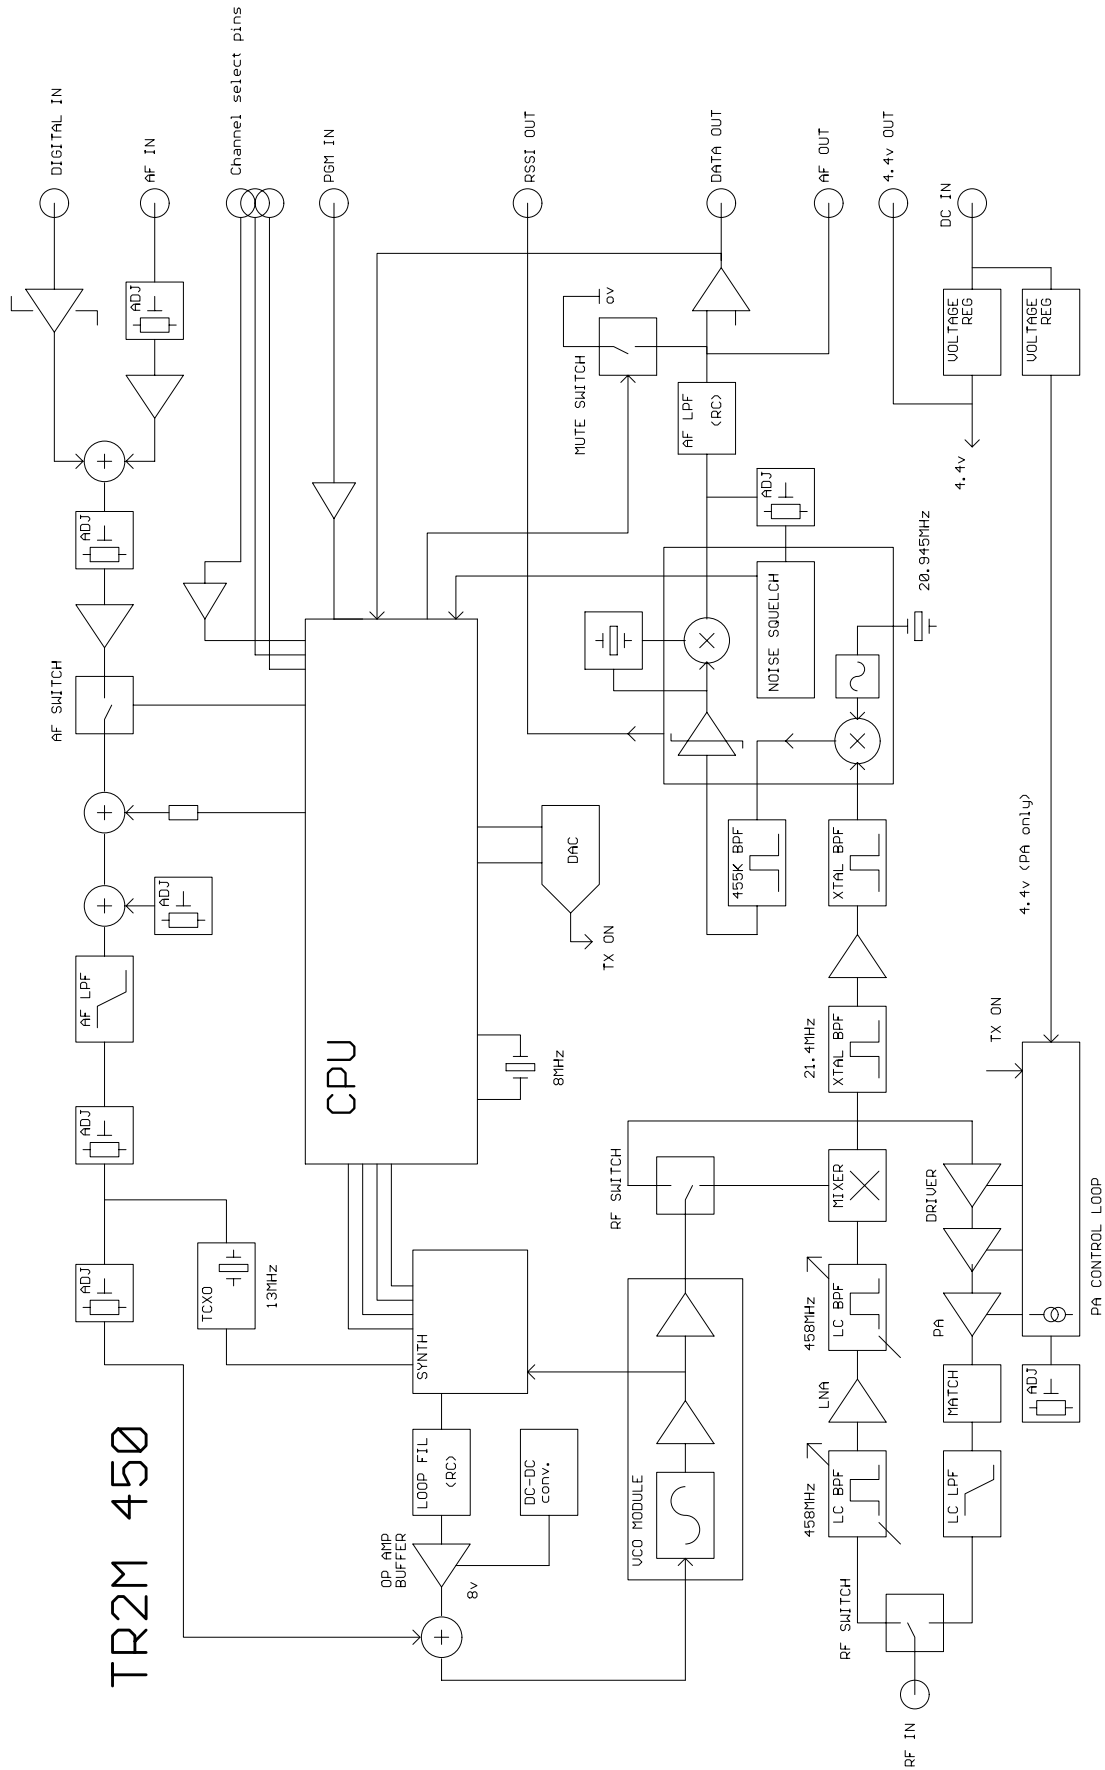 TR2M 450
DIGITAL IN
AF IN
Channel select pins
PGM IN
RSSI OUT
DATA OUT
AF OUT
4.4v OUT
DC IN
ADJ
ADJ
AF SWITCH
ADJ
AF LPF
ADJ
ADJ
TCXO
13MHz
CPU
8MHz
DAC
TX ON
SYNTH
LOOP FIL
(RC)
DC-DC
conv.
OP AMP
BUFFER
8v
VCO MODULE
RF SWITCH
MUTE SWITCH
0v
AF LPF
(RC)
ADJ
NOISE SQUELCH
20.945MHz
455K BPF
XTAL BPF
21.4MHz
XTAL BPF
MIXER
458MHz
LC BPF
LNA
458MHz
LC BPF
RF SWITCH
RF IN
LC LPF
MATCH
PA
DRIVER
ADJ
PA CONTROL LOOP
TX ON
4.4v (PA only)
4.4v
VOLTAGE
REG
VOLTAGE
REG